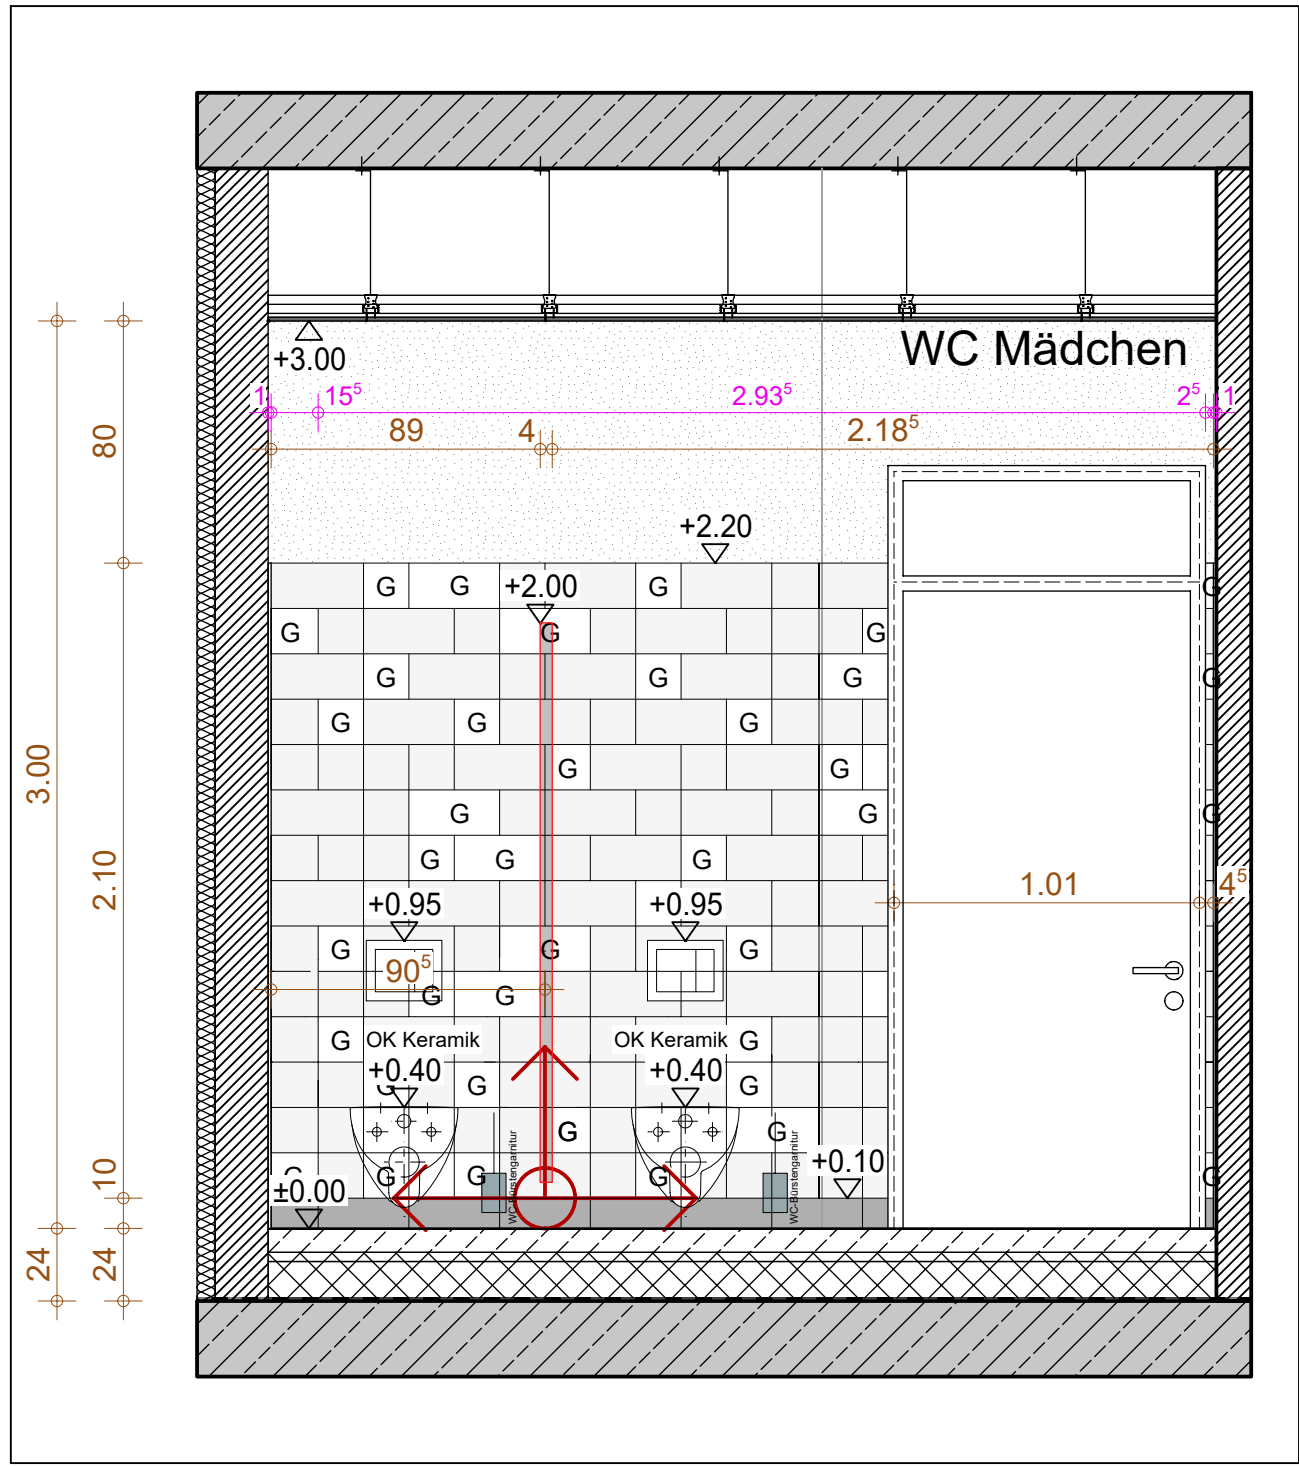 WC Mädchen
+3.00
1 15⁵ 2.93⁵ 2⁵ 1
89 4 2.18⁵
80
+2.20
G G +2.00 G G
G G G
G G G G
G G G
3.00
G G
G G G
2.10
G G G
+0.95 +0.95
1.01 4⁵
G G G
90⁵
G G
OK Keramik OK Keramik
G G
+0.40 +0.40
G G G
G G
WC-Bürstengarnitur WC-Bürstengarnitur
+0.10
10
G G G G G
±0.00
24 24